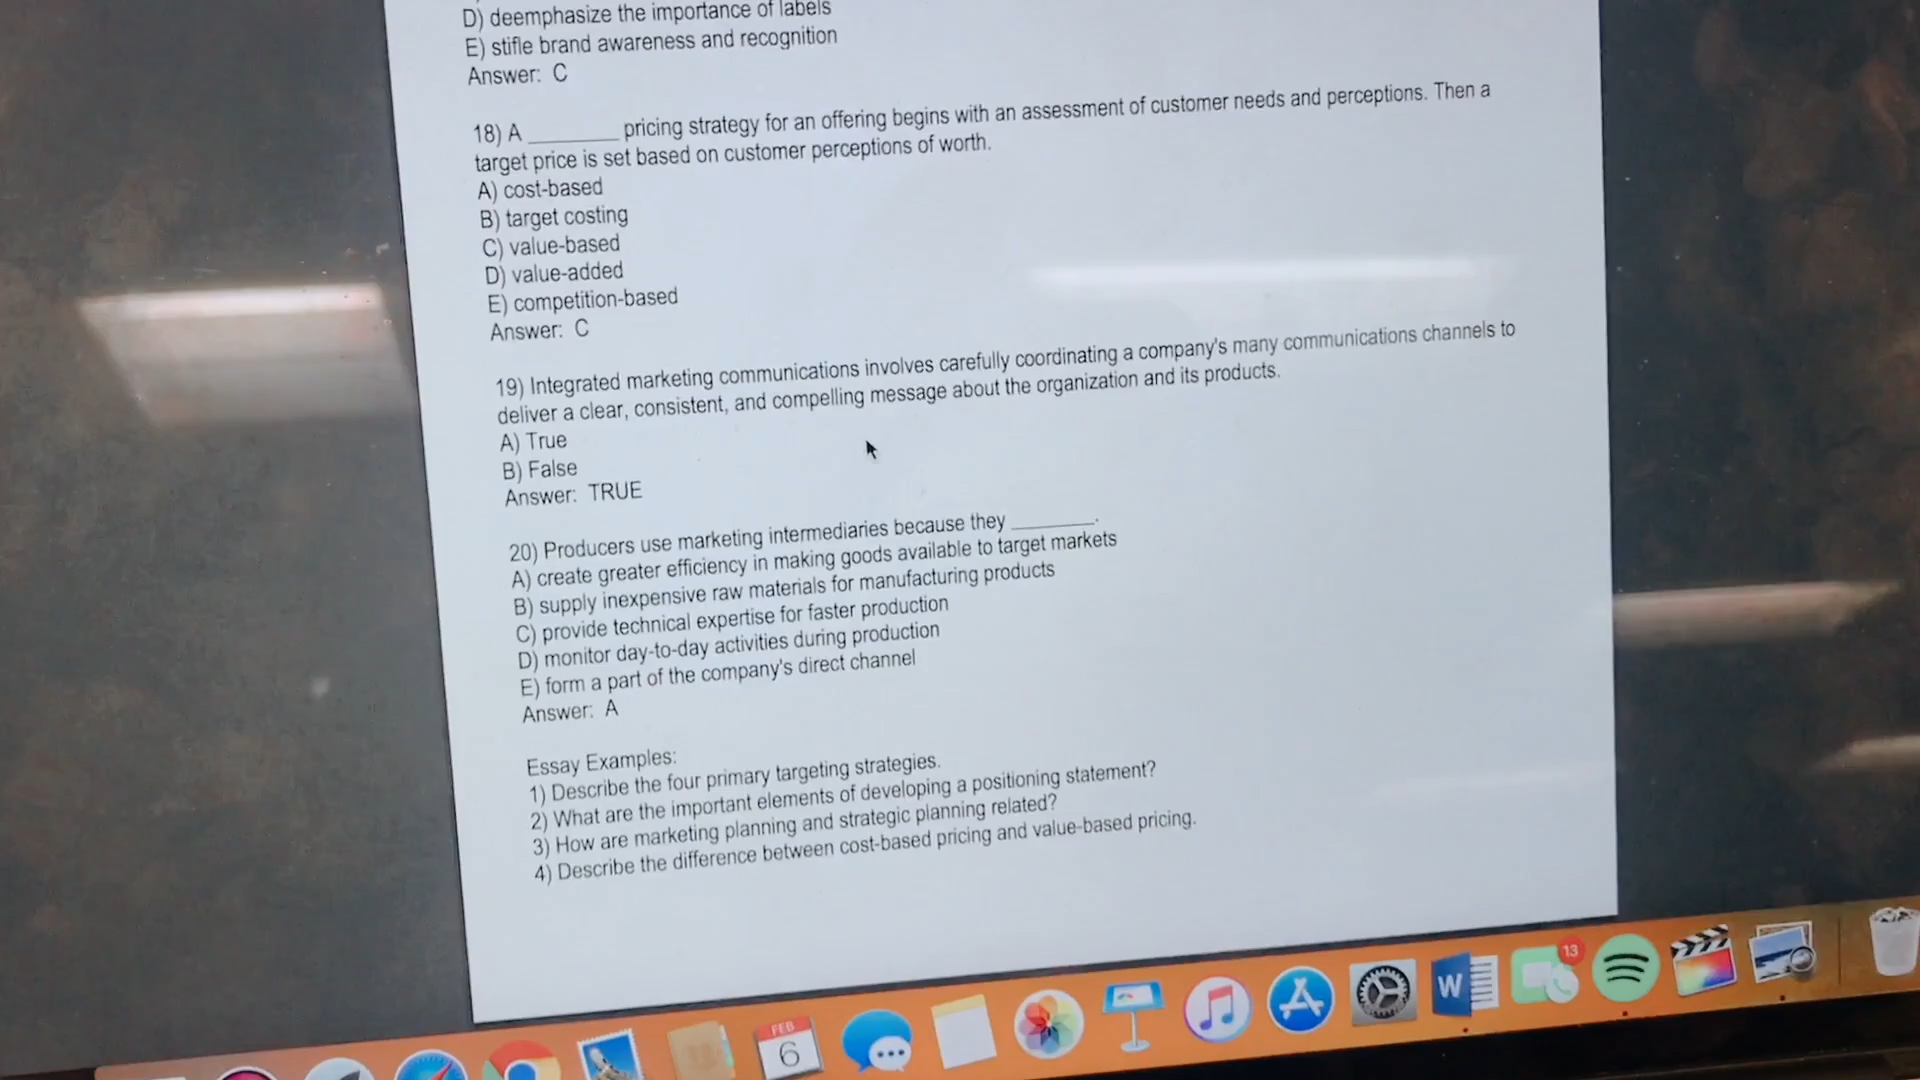 D) deemphasize the importance of labels
E) stifle brand awareness and recognition
Answer: C
18) A ________ pricing strategy for an offering begins with an assessment of customer needs and perceptions. Then a
target price is set based on customer perceptions of worth.
A) cost-based
B) target costing
C) value-based
D) value-added
E) competition-based
Answer: C
19) Integrated marketing communications involves carefully coordinating a company's many communications channels to
deliver a clear, consistent, and compelling message about the organization and its products.
A) True
B) False
Answer: TRUE
20) Producers use marketing intermediaries because they ________.
A) create greater efficiency in making goods available to target markets
B) supply inexpensive raw materials for manufacturing products
C) provide technical expertise for faster production
D) monitor day-to-day activities during production
E) form a part of the company's direct channel
Answer: A
Essay Examples:
1) Describe the four primary targeting strategies.
2) What are the important elements of developing a positioning statement?
3) How are marketing planning and strategic planning related?
4) Describe the difference between cost-based pricing and value-based pricing.
13
W
FEB
6